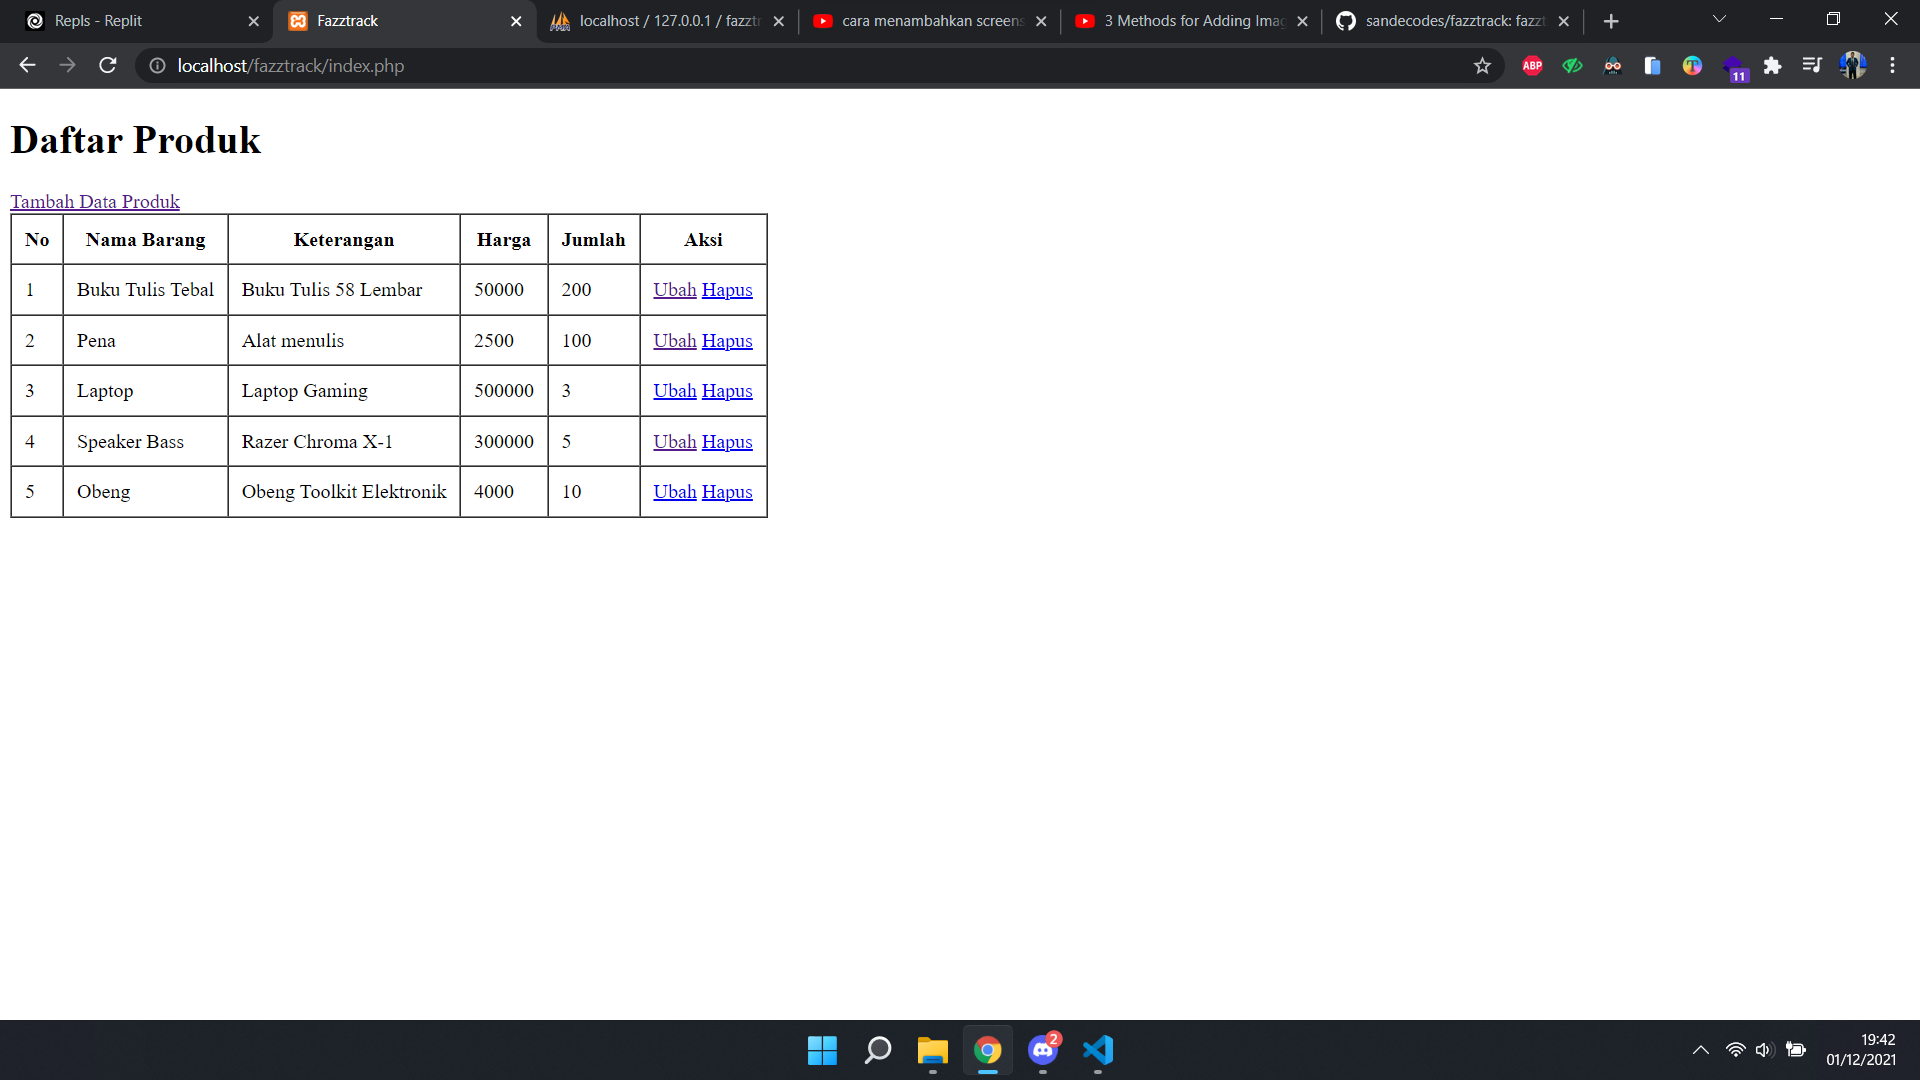 Repls - Replit
Fazztrack
localhost / 127.0.0.1 / fazztr
cara menambahkan screens
3 Methods for Adding Imag
sandecodes/fazztrack: fazzt
localhost/fazztrack/index.php
ABP
T
11
Daftar Produk
Tambah Data Produk
No Nama Barang Keterangan Harga Jumlah Aksi
1 Buku Tulis Tebal Buku Tulis 58 Lembar 50000 200 Ubah Hapus
2 Pena Alat menulis 2500 100 Ubah Hapus
3 Laptop Laptop Gaming 500000 3 Ubah Hapus
4 Speaker Bass Razer Chroma X-1 300000 5 Ubah Hapus
5 Obeng Obeng Toolkit Elektronik 4000 10 Ubah Hapus
2
19:42
01/12/2021